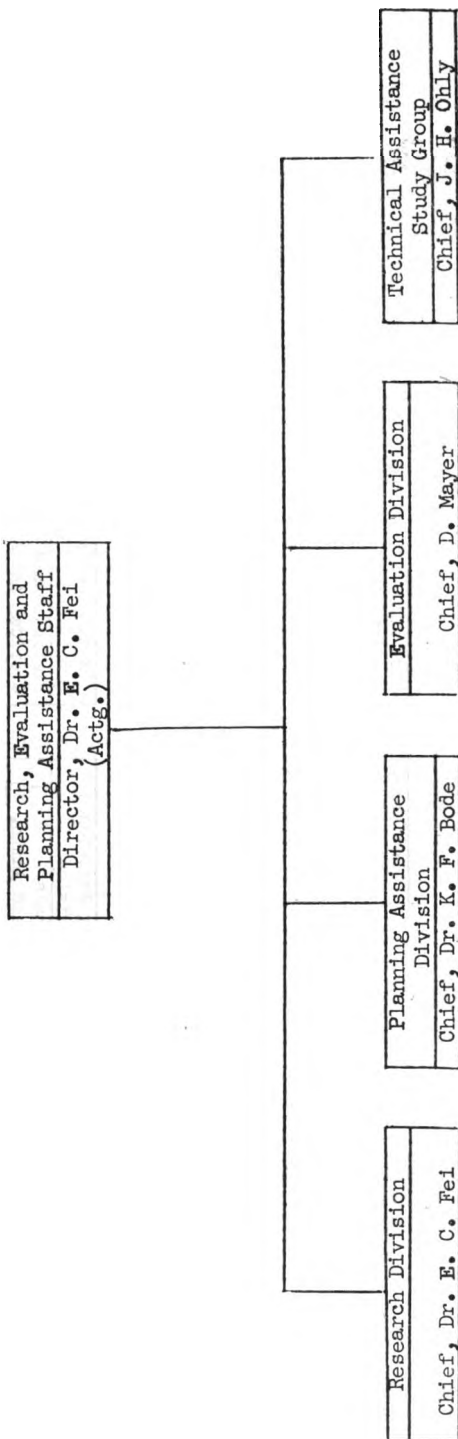 Research, Evaluation and
Planning Assistance Staff
Director, Dr. E. C. Fei
(Actg.)
Research Division
Chief, Dr. E. C. Fei
Planning Assistance
Division
Chief, Dr. K. F. Bode
Evaluation Division
Chief, D. Mayer
Technical Assistance
Study Group
Chief, J. H. Ohly